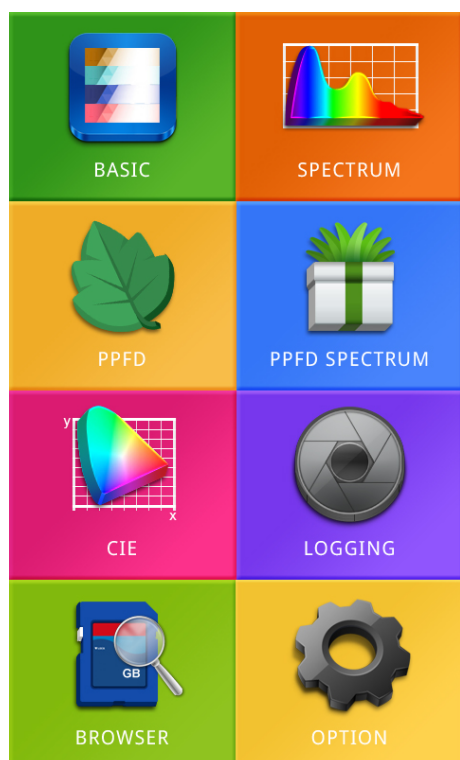 BASIC
SPECTRUM
PPFD
PPFD SPECTRUM
y
x
CIE
LOGGING
GB
BROWSER
OPTION